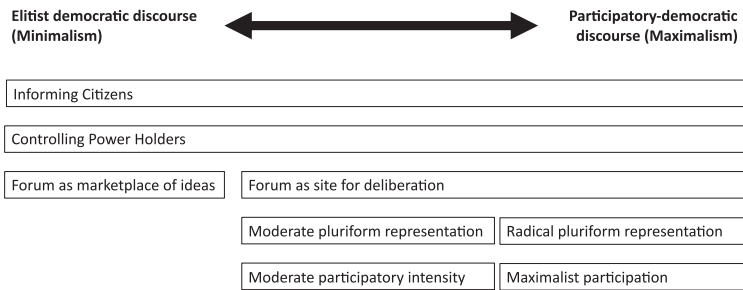 Elitist democratic discourse
(Minimalism)
Participatory-democratic
discourse (Maximalism)
Informing Citizens
Controlling Power Holders
Forum as marketplace of ideas
Forum as site for deliberation
Moderate pluriform representation
Radical pluriform representation
Moderate participatory intensity
Maximalist participation